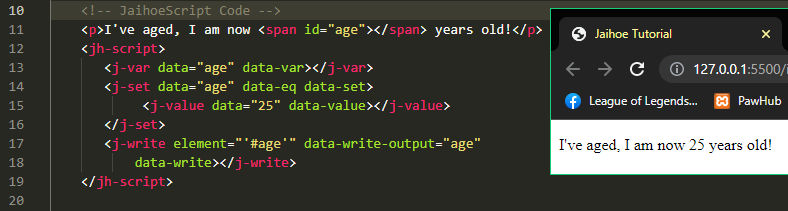 10 <!-- JaihoeScript Code -->
11 <p>I've aged, I am now <span id="age"></span> years old!</p>
12 <jh-script>
13 <j-var data="age" data-var></j-var>
14 <j-set data="age" data-eq data-set>
15 <j-value data="25" data-value></j-value>
16 </j-set>
17 <j-write element="'#age'" data-write-output="age"
18 data-write></j-write>
19 </jh-script>
20
Jaihoe Tutorial
127.0.0.1:5500/i
League of Legends... PawHub
I've aged, I am now 25 years old!